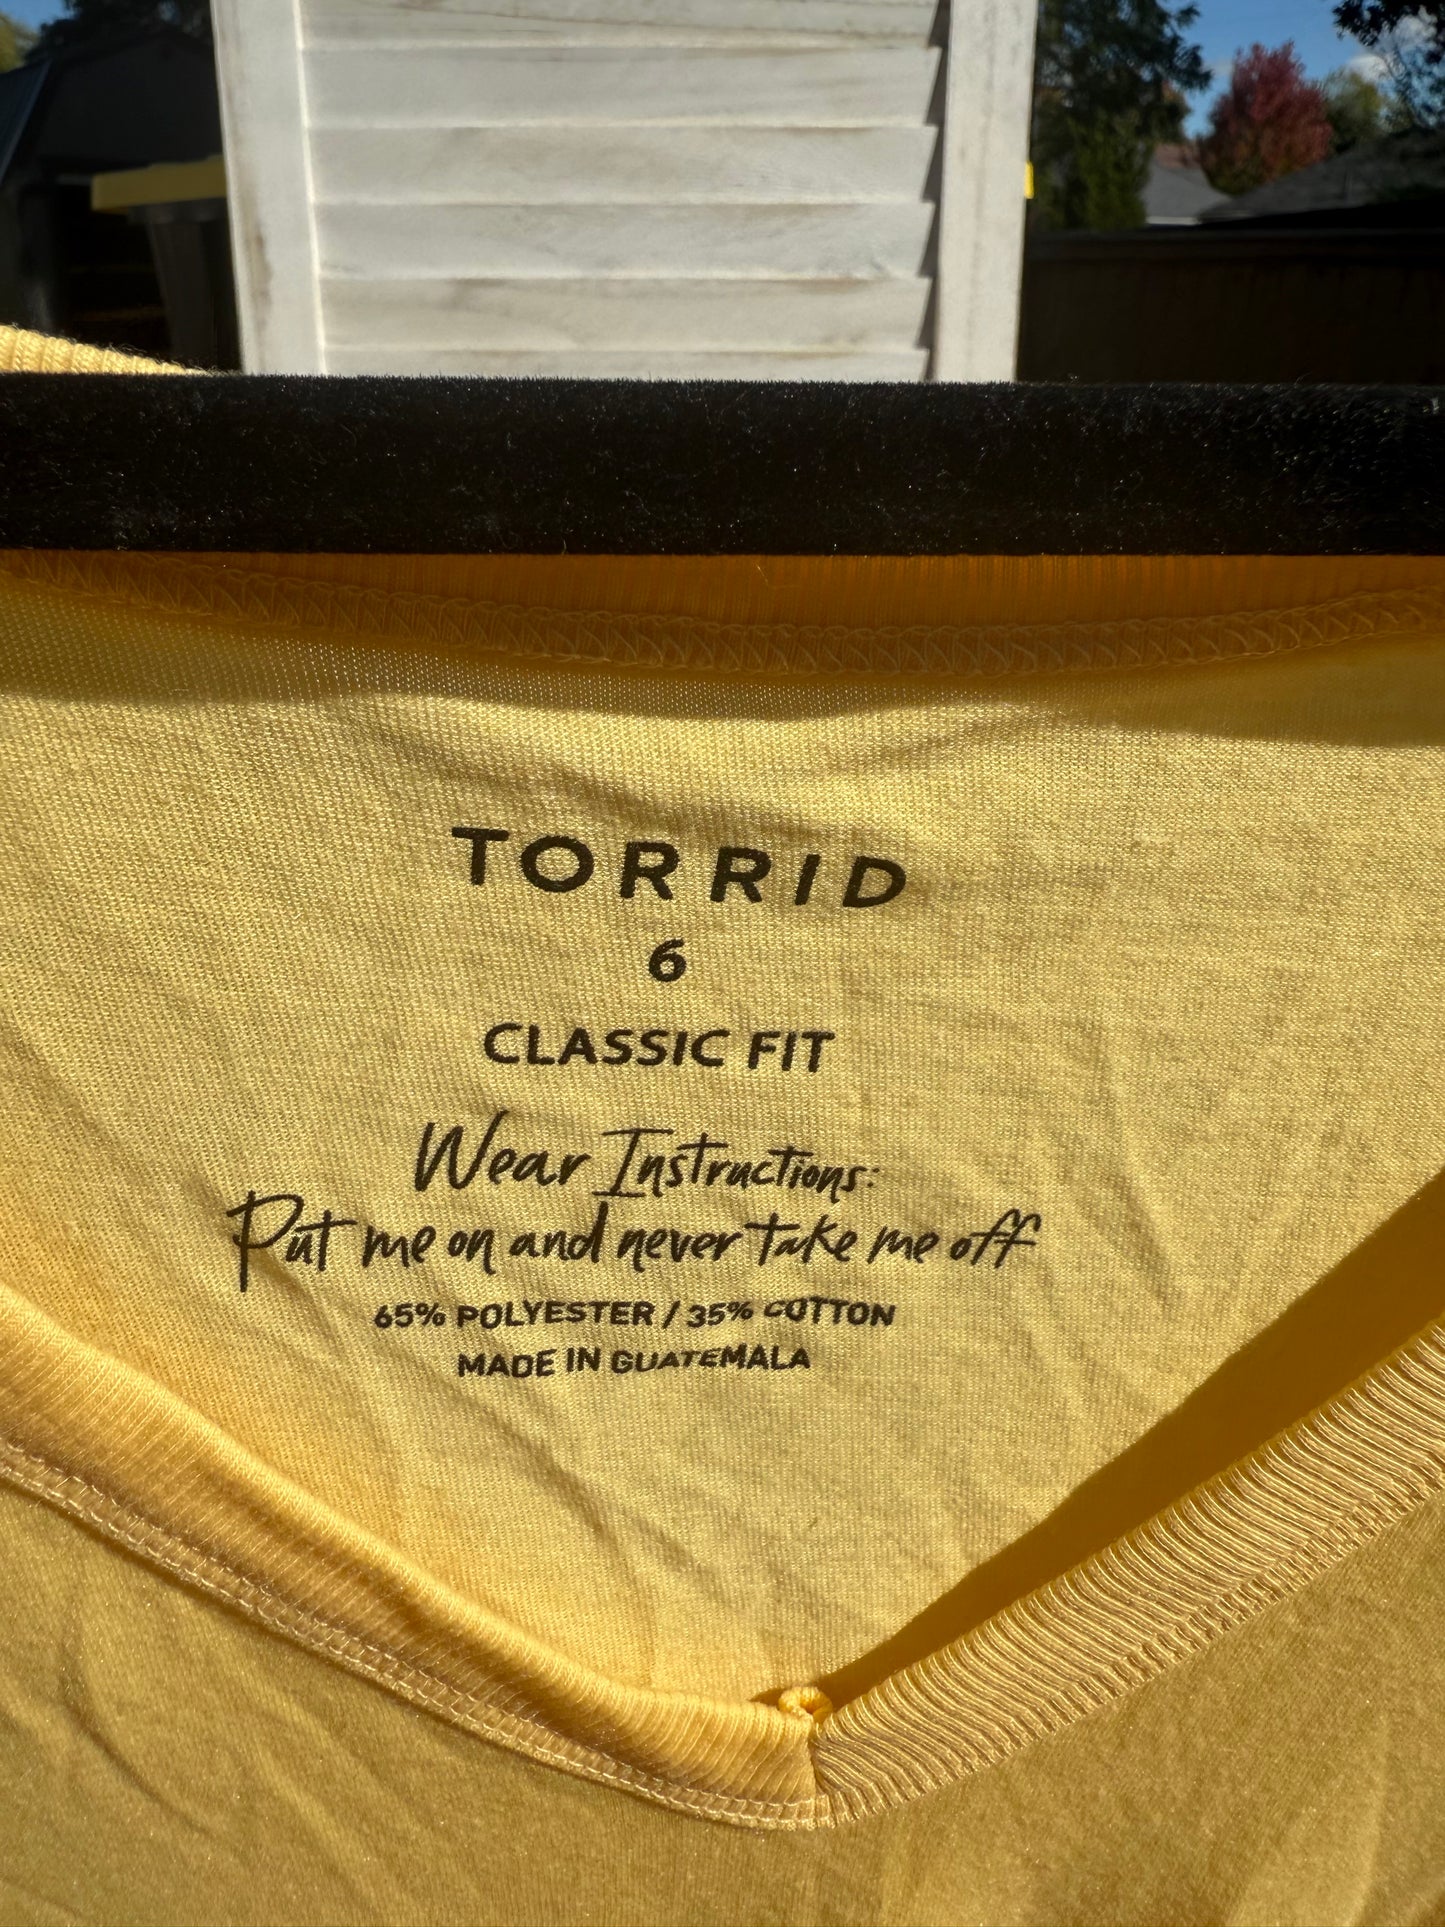 TORRID
6
CLASSIC FIT
Wear Instructions:
Put me on and never take me off
65% POLYESTER / 35% COTTON
MADE IN GUATEMALA